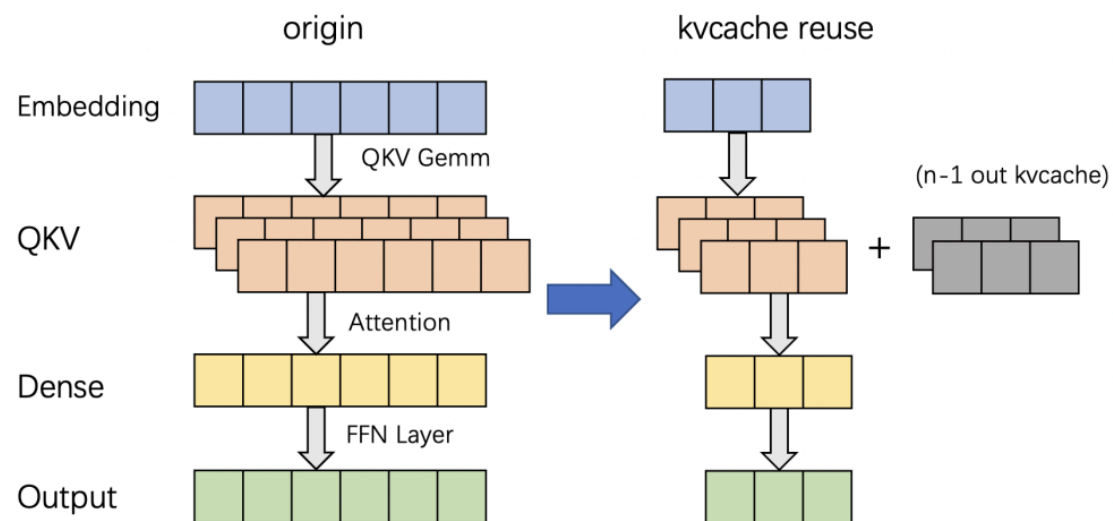 origin
kvcache reuse
Embedding
QKV Gemm
(n-1 out kvcache)
QKV
+
Attention
Dense
FFN Layer
Output